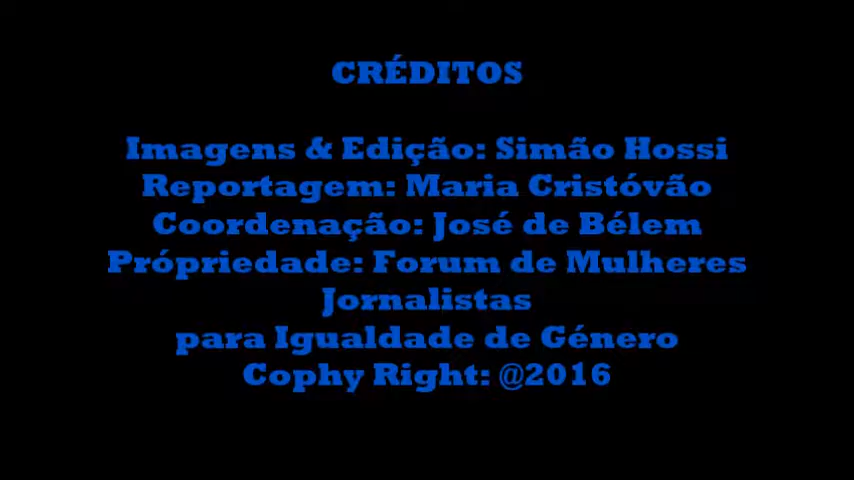 CRÉDITOS
Imagens & Edição: Simão Hossi
Reportagem: Maria Cristóvão
Coordenação: José de Bélem
Própriedade: Forum de Mulheres
Jornalistas
para Igualdade de Género
Cophy Right: @2016